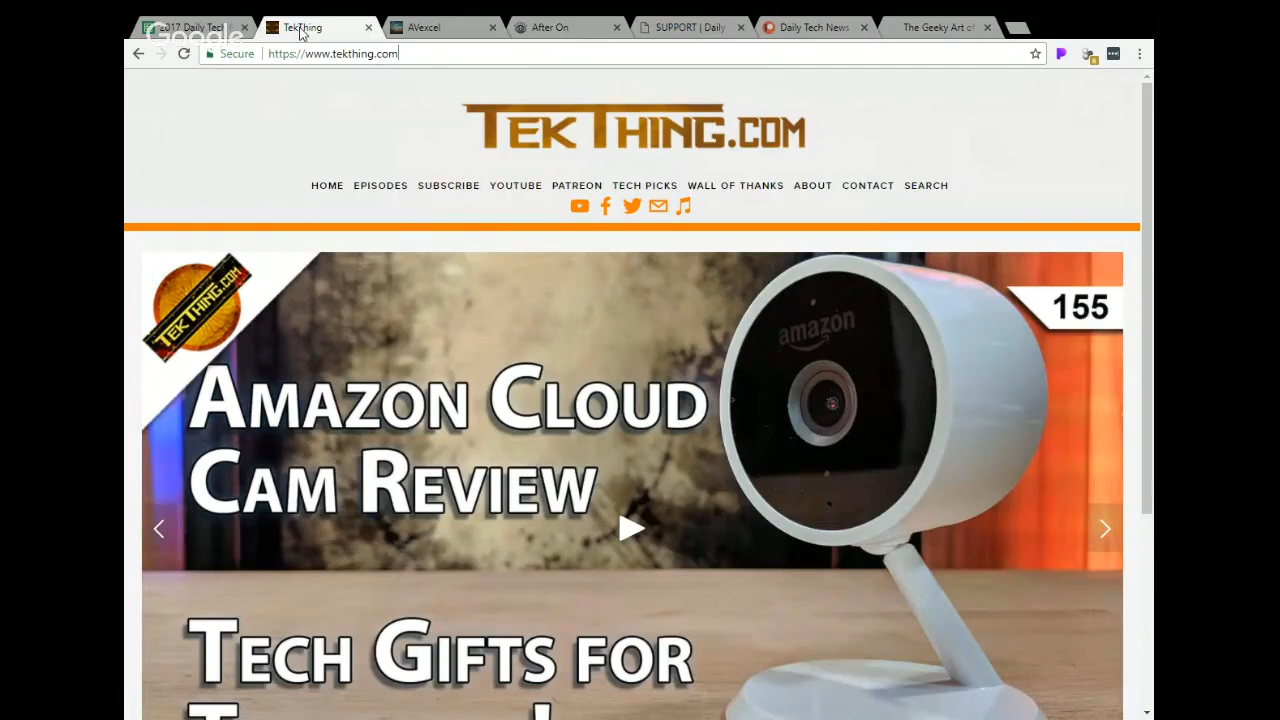 2017 Daily Tech
TekThing
AVexcel
After On
SUPPORT | Daily
Daily Tech News
The Geeky Art of
Google
Secure
https://www.tekthing.com
TEKTHING.COM
HOME EPISODES SUBSCRIBE YOUTUBE PATREON TECH PICKS WALL OF THANKS ABOUT CONTACT SEARCH
TEKTHING.COM
155
amazon
AMAZON CLOUD
CAM REVIEW
TECH GIFTS FOR